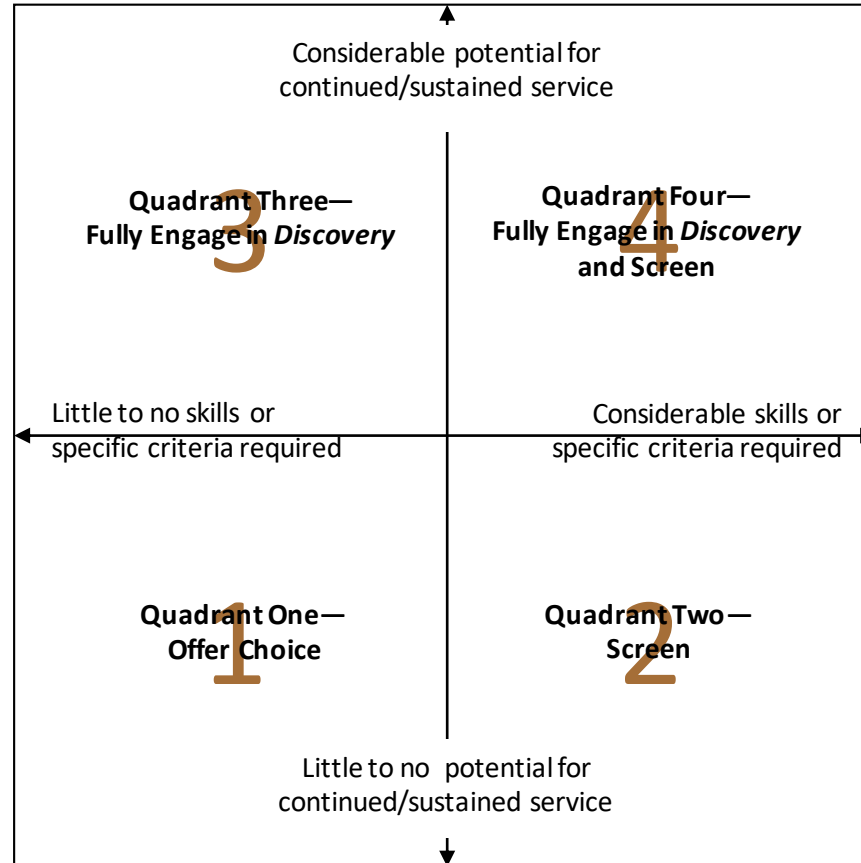 Considerable potential for
continued/sustained service
3
Quadrant Three—
Fully Engage in Discovery
4
Quadrant Four—
Fully Engage in Discovery
and Screen
Little to no skills or
specific criteria required
Considerable skills or
specific criteria required
1
Quadrant One—
Offer Choice
2
Quadrant Two—
Screen
Little to no potential for
continued/sustained service